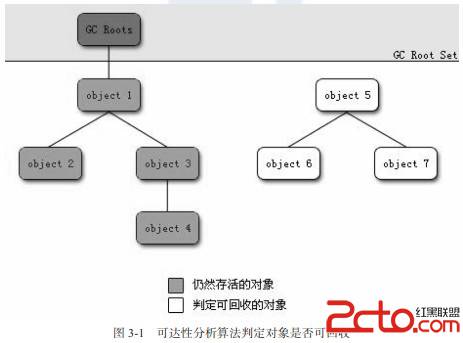 GC Roots
GC Root Set
object 1
object 5
object 2
object 3
object 6
object 7
object 4
仍然存活的对象
判定可回收的对象
图 3-1 可达性分析算法判定对象是否可回收
2cto.com
红黑联盟